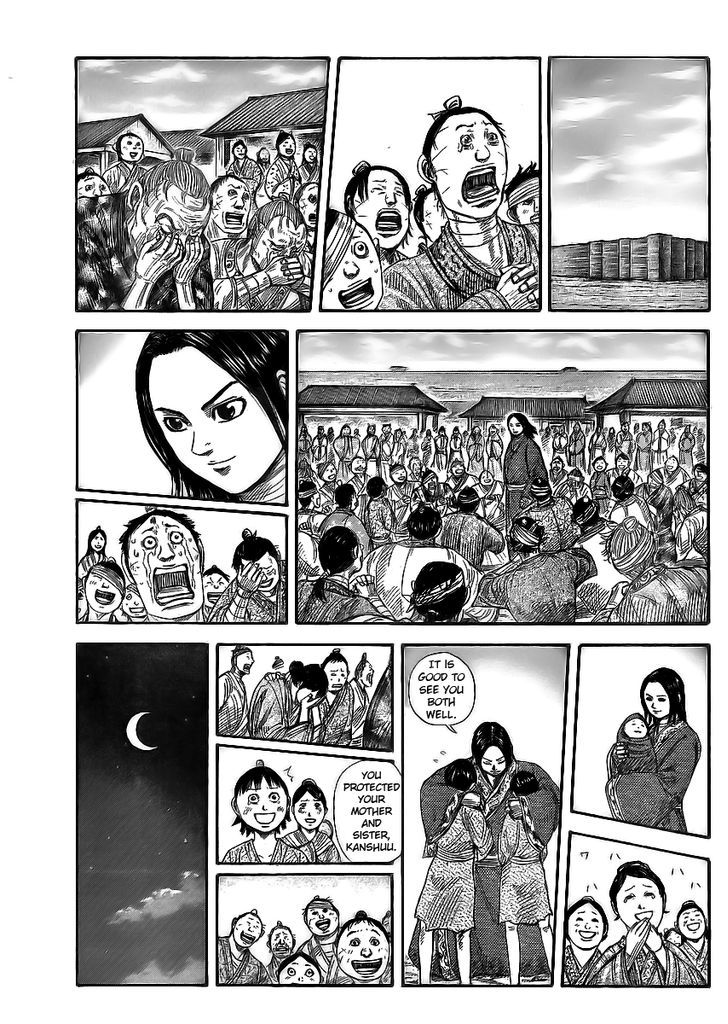 IT IS
GOOD TO
SEE YOU
BOTH
WELL.
YOU
PROTECTED
YOUR
MOTHER
AND
SISTER,
KANSHUU.